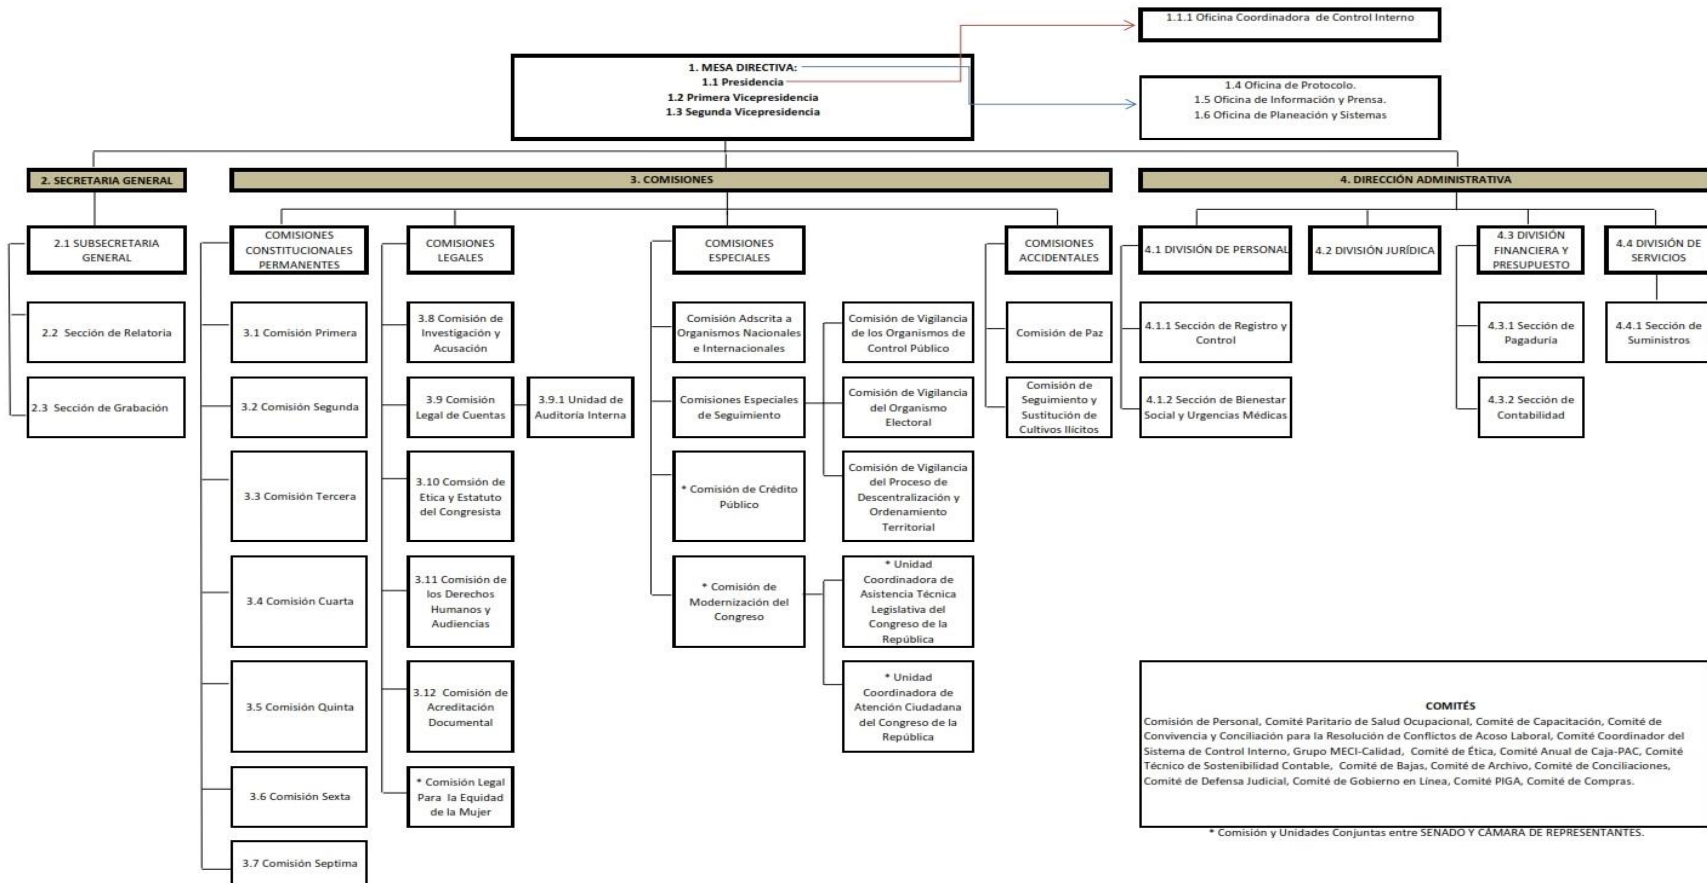 1.1.1 Oficina Coordinadora de Control Interno
1. MESA DIRECTIVA:
1.1 Presidencia
1.2 Primera Vicepresidencia
1.3 Segunda Vicepresidencia
1.4 Oficina de Protocolo.
1.5 Oficina de Información y Prensa.
1.6 Oficina de Planeación y Sistemas
2. SECRETARIA GENERAL
3. COMISIONES
4. DIRECCIÓN ADMINISTRATIVA
2.1 SUBSECRETARIA
GENERAL
2.2 Sección de Relatoria
2.3 Sección de Grabación
COMISIONES
CONSTITUCIONALES
PERMANENTES
3.1 Comisión Primera
3.2 Comisión Segunda
3.3 Comisión Tercera
3.4 Comisión Cuarta
3.5 Comisión Quinta
3.6 Comisión Sexta
3.7 Comisión Septima
COMISIONES
LEGALES
3.8 Comisión de
Investigación y
Acusación
3.9 Comisión
Legal de Cuentas
3.9.1 Unidad de
Auditoría Interna
3.10 Comsión de
Etica y Estatuto
del Congresista
3.11 Comisión de
los Derechos
Humanos y
Audiencias
3.12 Comisión de
Acreditación
Documental
* Comisión Legal
Para la Equidad
de la Mujer
COMISIONES
ESPECIALES
Comisión Adscrita a
Organismos Nacionales
e Internacionales
Comisiones Especiales
de Seguimiento
* Comisión de Crédito
Público
* Comisión de
Modernización del
Congreso
Comisión de Vigilancia
de los Organismos de
Control Público
Comisión de Vigilancia
del Organismo
Electoral
Comisión de Vigilancia
del Proceso de
Descentralización y
Ordenamiento
Territorial
* Unidad
Coordinadora de
Asistencia Técnica
Legislativa del
Congreso de la
República
* Unidad
Coordinadora de
Atención Ciudadana
del Congreso de la
República
COMISIONES
ACCIDENTALES
Comisión de Paz
Comisión de
Seguimiento y
Sustitución de
Cultivos Ilícitos
4.1 DIVISIÓN DE PERSONAL
4.1.1 Sección de Registro y
Control
4.1.2 Sección de Bienestar
Social y Urgencias Médicas
4.2 DIVISIÓN JURÍDICA
4.3 DIVISIÓN
FINANCIERA Y
PRESUPUESTO
4.3.1 Sección de
Pagaduría
4.3.2 Sección de
Contabilidad
4.4 DIVISIÓN DE
SERVICIOS
4.4.1 Sección de
Suministros
COMITÉS
Comisión de Personal, Comité Paritario de Salud Ocupacional, Comité de Capacitación, Comité de
Convivencia y Conciliación para la Resolución de Conflictos de Acoso Laboral, Comité Coordinador del
Sistema de Control Interno, Grupo MECI-Calidad, Comité de Ética, Comité Anual de Caja-PAC, Comité
Técnico de Sostenibilidad Contable, Comité de Bajas, Comité de Archivo, Comité de Conciliaciones,
Comité de Defensa Judicial, Comité de Gobierno en Línea, Comité PIGA, Comité de Compras.
* Comisión y Unidades Conjuntas entre SENADO Y CÁMARA DE REPRESENTANTES.